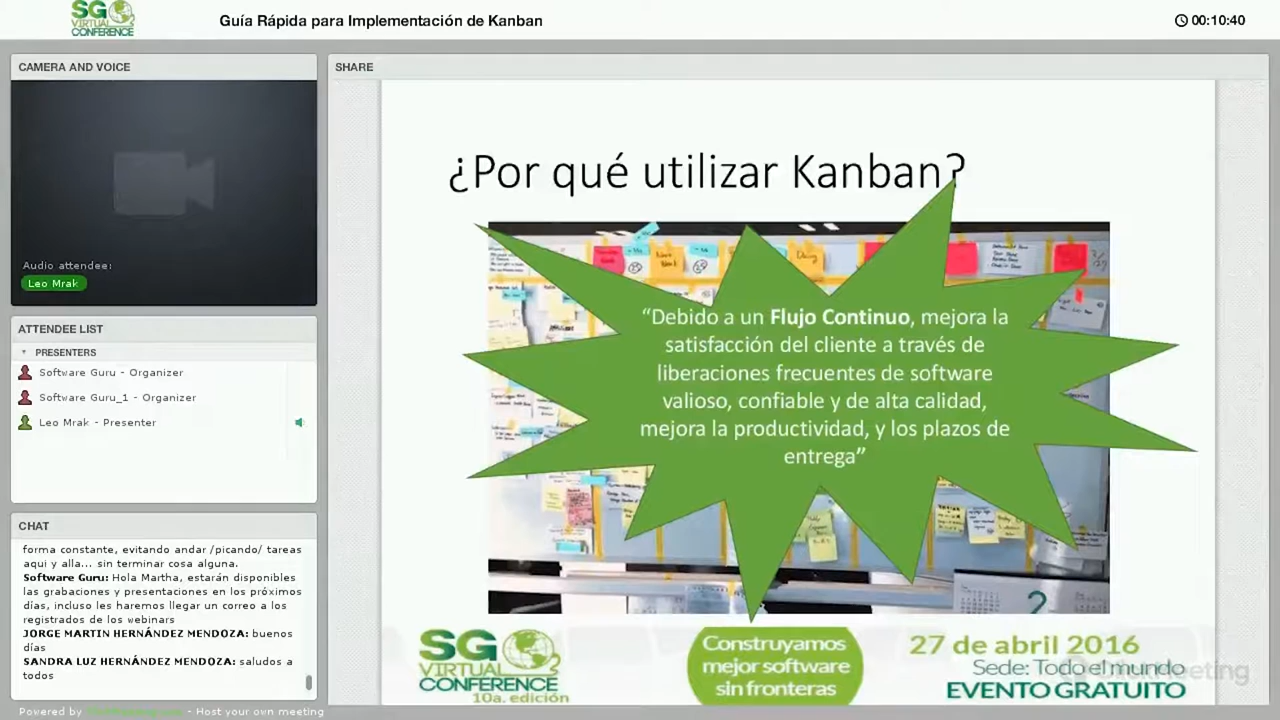 SG
VIRTUAL
CONFERENCE
Guía Rápida para Implementación de Kanban
00:10:40
CAMERA AND VOICE
Audio attendee:
Leo Mrak
ATTENDEE LIST
PRESENTERS
Software Guru - Organizer
Software Guru_1 - Organizer
Leo Mrak - Presenter
CHAT
forma constante, evitando andar /picando/ tareas
aqui y alla... sin terminar cosa alguna.
Software Guru: Hola Martha, estarán disponibles
las grabaciones y presentaciones en los próximos
días, incluso les haremos llegar un correo a los
registrados de los webinars
JORGE MARTIN HERNÁNDEZ MENDOZA: buenos
días
SANDRA LUZ HERNÁNDEZ MENDOZA: saludos a
todos
Powered by - Host your own meeting
SHARE
¿Por qué utilizar Kanban?
“Debido a un Flujo Continuo, mejora la
satisfacción del cliente a través de
liberaciones frecuentes de software
valioso, confiable y de alta calidad,
mejora la productividad, y los plazos de
entrega”
2
SG
VIRTUAL
CONFERENCE
10a. edición
Construyamos
mejor software
sin fronteras
27 de abril 2016
Sede: Todo el mundo
EVENTO GRATUITO
ClickMeeting